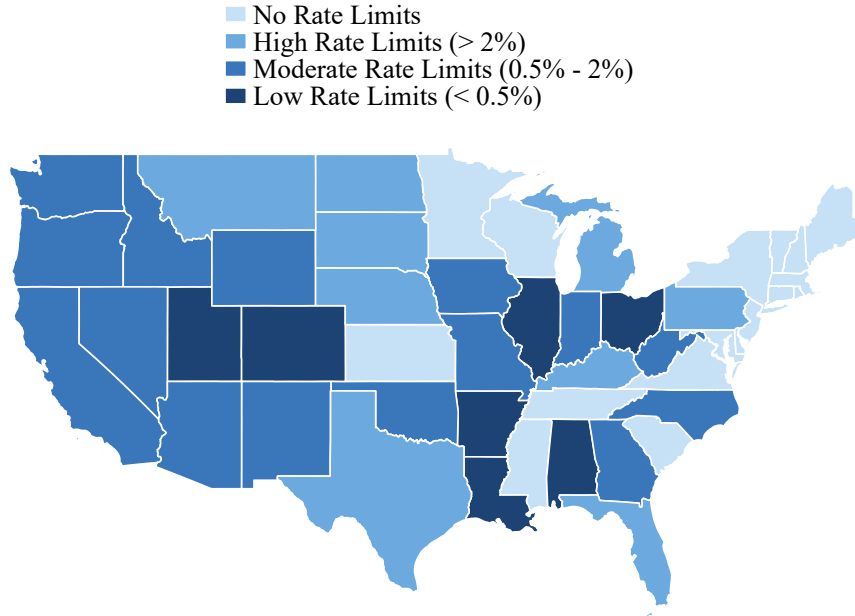 No Rate Limits
High Rate Limits (> 2%)
Moderate Rate Limits (0.5% - 2%)
Low Rate Limits (< 0.5%)